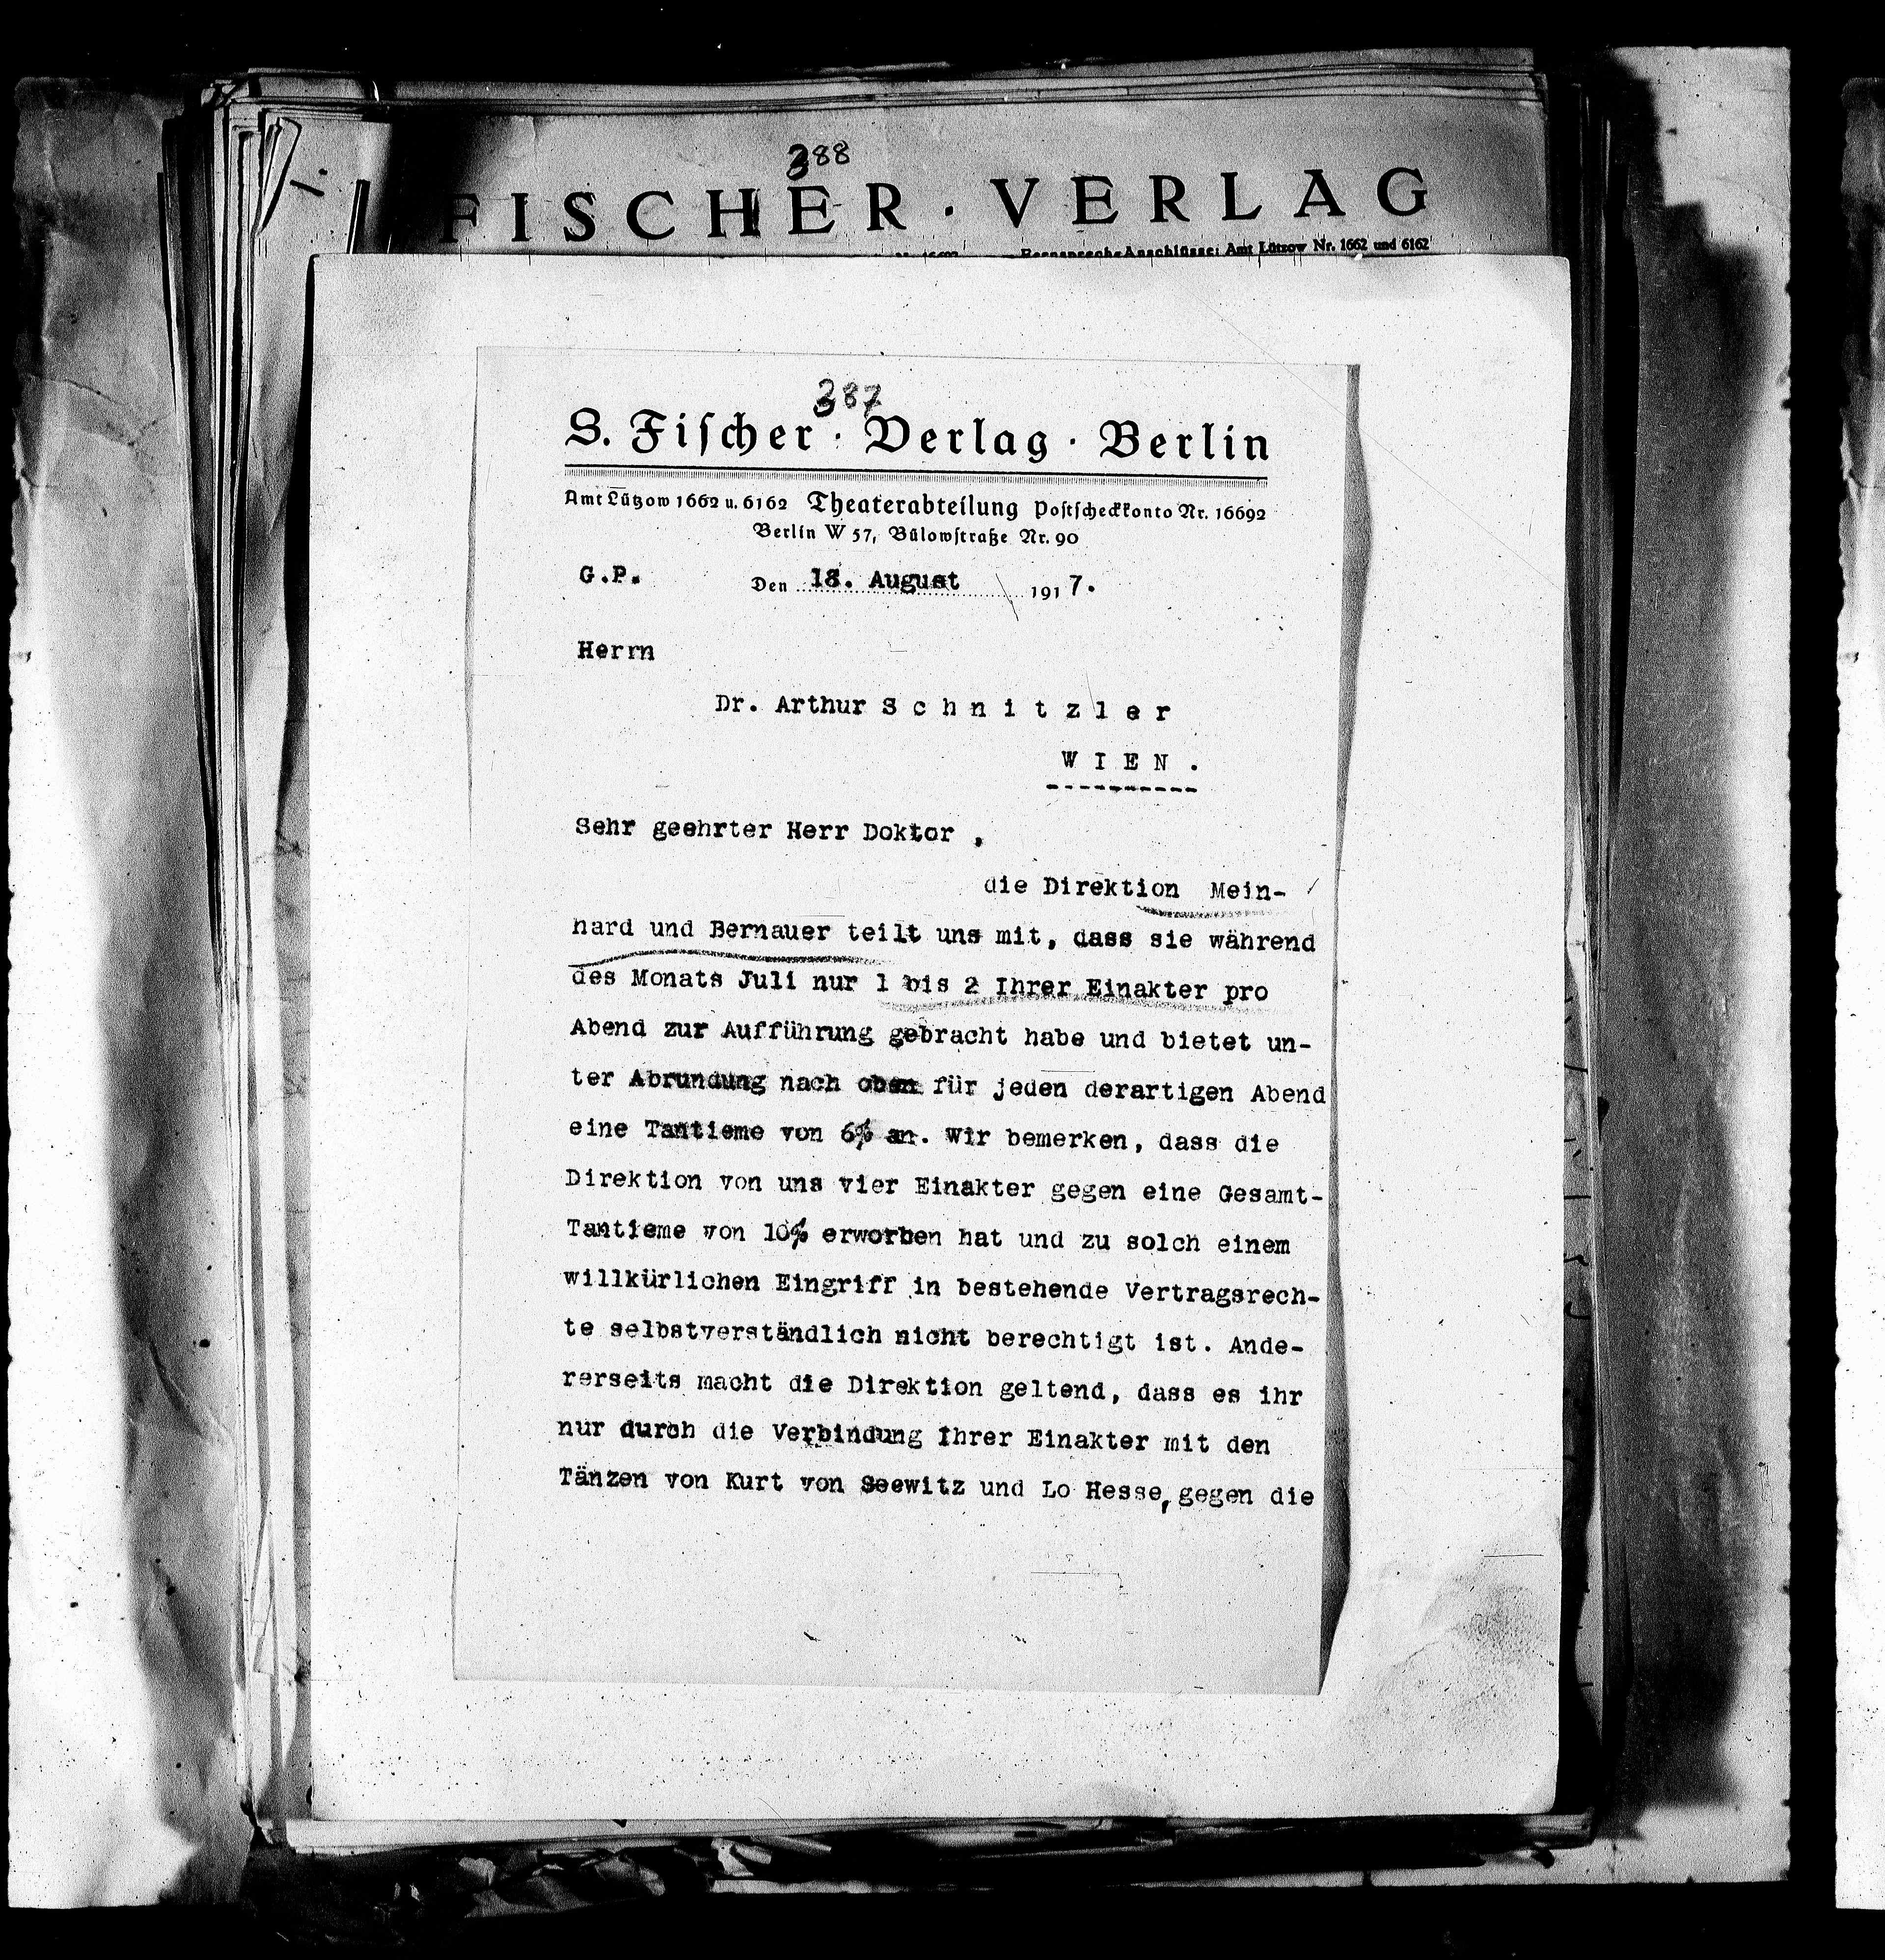 388
FISCHER · VERLAG
Fernsprech-Anschlüsse: Amt Lützow Nr. 1662 und 6162
387
S. Fischer · Verlag · Berlin
Amt Lützow 1662 u. 6162 Theaterabteilung Postscheckkonto Nr. 16692
Berlin W 57, Bülowstraße Nr. 90
G.P. Den 18. August 1917.
Herrn
Dr. Arthur Schnitzler
WIEN.
----------
Sehr geehrter Herr Doktor ,
die Direktion Mein-
hard und Bernauer teilt uns mit, dass sie während
des Monats Juli nur 1 bis 2 Ihrer Einakter pro
Abend zur Aufführung gebracht habe und bietet un-
ter Abrundung nach oben für jeden derartigen Abend
eine Tantieme von 6% an. Wir bemerken, dass die
Direktion von uns vier Einakter gegen eine Gesamt-
Tantieme von 10% erworben hat und zu solch einem
willkürlichen Eingriff in bestehende Vertragsrech-
te selbstverständlich nicht berechtigt ist. Ande-
rerseits macht die Direktion geltend, dass es ihr
nur durch die Verbindung Ihrer Einakter mit den
Tänzen von Kurt von Seewitz und Lo Hesse, gegen die